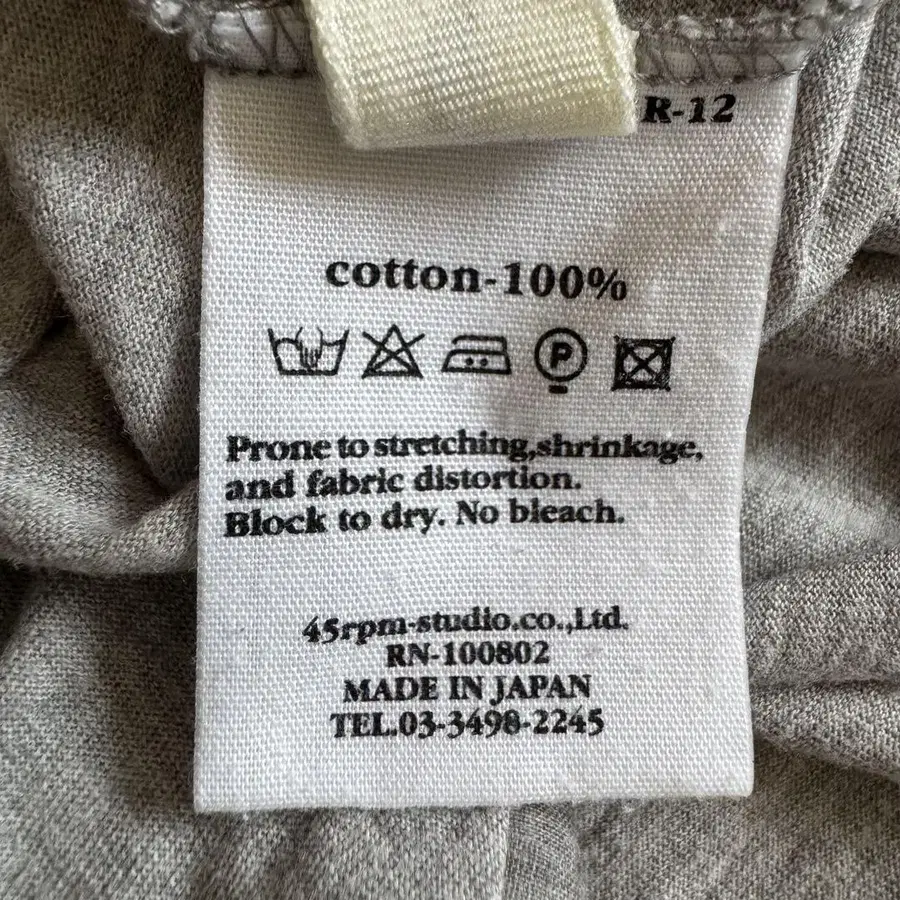 R-12
cotton-100%
P
Prone to stretching,shrinkage,
and fabric distortion.
Block to dry. No bleach.
45rpm-studio.co.,Ltd.
RN-100802
MADE IN JAPAN
TEL.03-3498-2245